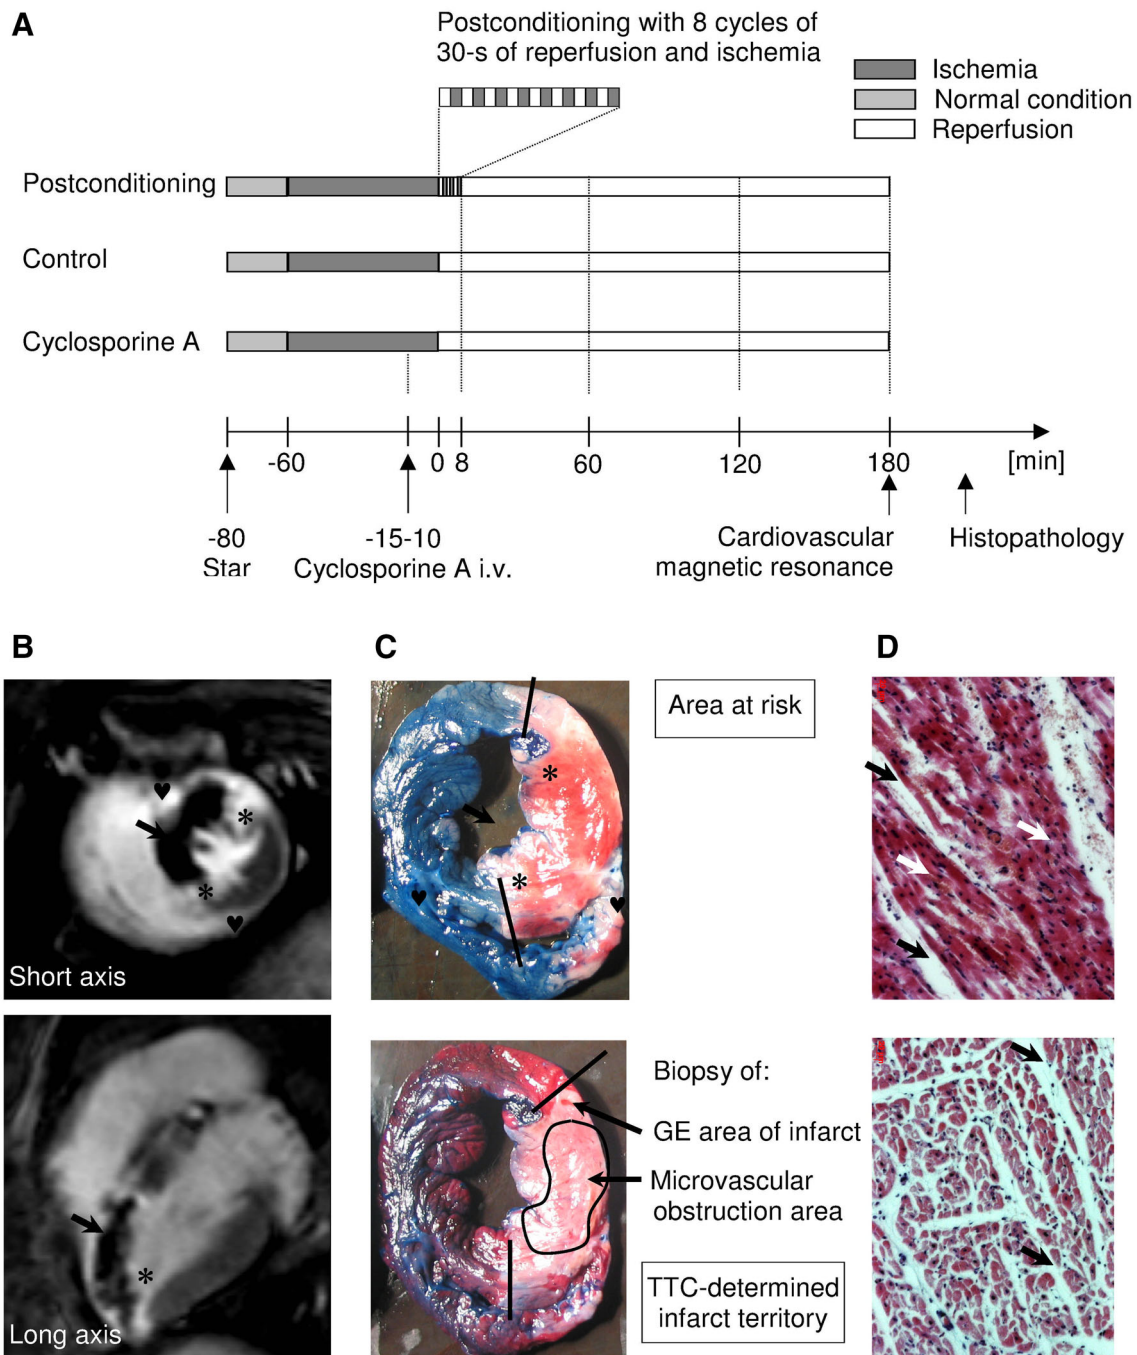 A
Postconditioning with 8 cycles of
30-s of reperfusion and ischemia
Ischemia
Normal condition
Reperfusion
Postconditioning
Control
Cyclosporine A
-60
0
8
60
120
180
[min]
-80
Star
-15-10
Cyclosporine A i.v.
Cardiovascular
magnetic resonance
Histopathology
B
C
D
Area at risk
Short axis
Biopsy of:
GE area of infarct
Microvascular
obstruction area
TTC-determined
infarct territory
Long axis